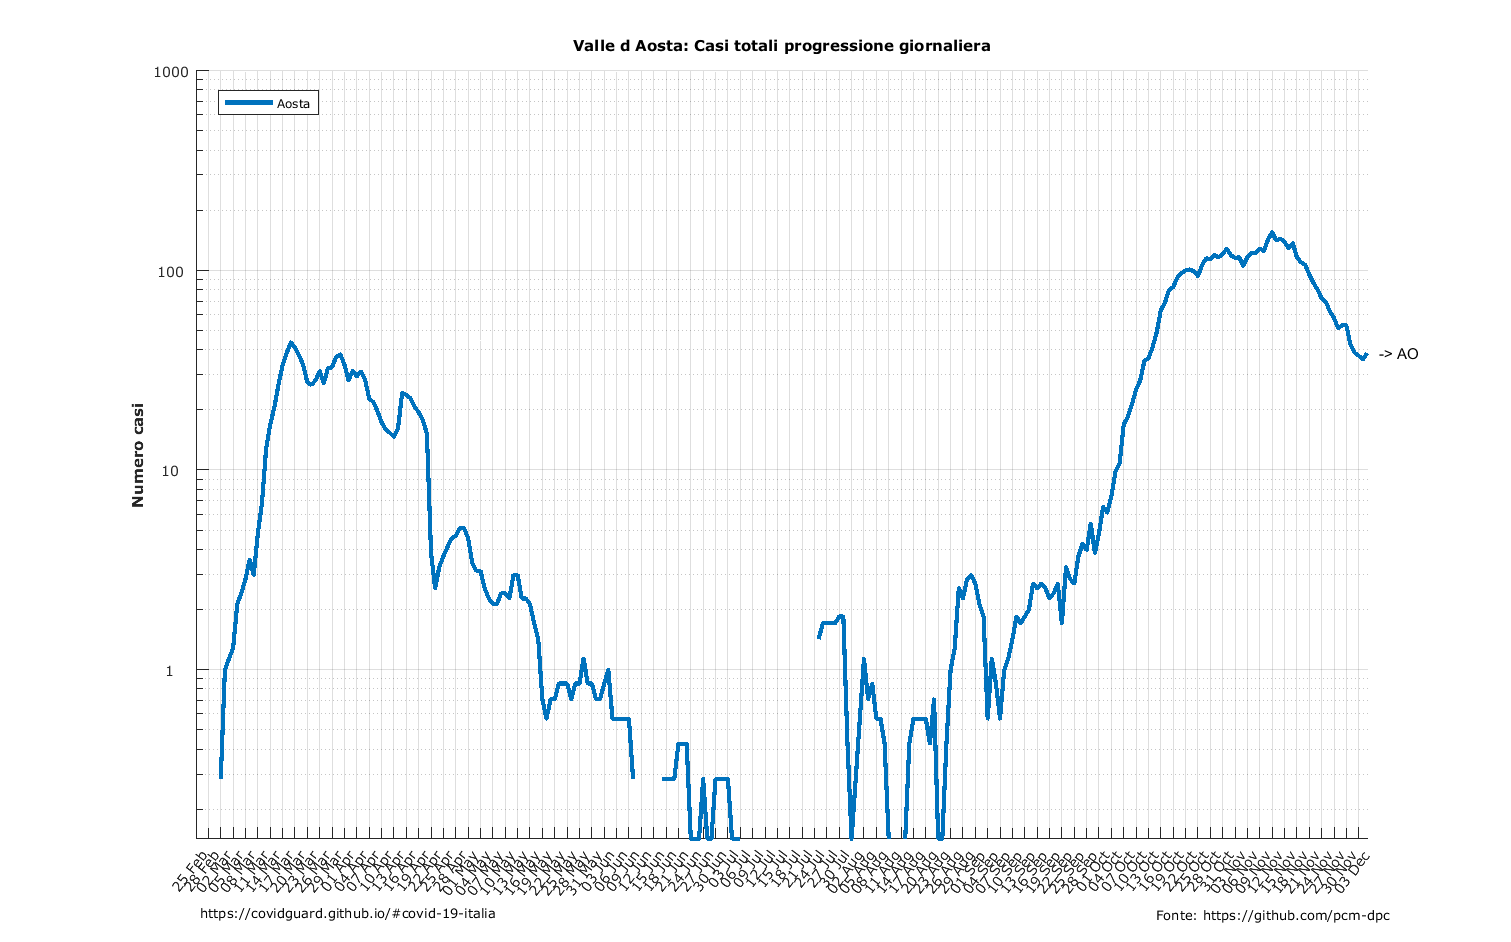 Valle d Aosta: Casi totali progressione giornaliera
1000
100
10
1
Numero casi
Aosta
-> AO
25 Feb
28 Feb
02 Mar
05 Mar
08 Mar
11 Mar
14 Mar
17 Mar
20 Mar
23 Mar
26 Mar
29 Mar
01 Apr
04 Apr
07 Apr
10 Apr
13 Apr
16 Apr
19 Apr
22 Apr
25 Apr
28 Apr
01 May
04 May
07 May
10 May
13 May
16 May
19 May
22 May
25 May
28 May
31 May
03 Jun
06 Jun
09 Jun
12 Jun
15 Jun
18 Jun
21 Jun
24 Jun
27 Jun
30 Jun
03 Jul
06 Jul
09 Jul
12 Jul
15 Jul
18 Jul
21 Jul
24 Jul
27 Jul
30 Jul
02 Aug
05 Aug
08 Aug
11 Aug
14 Aug
17 Aug
20 Aug
23 Aug
26 Aug
29 Aug
01 Sep
04 Sep
07 Sep
10 Sep
13 Sep
16 Sep
19 Sep
22 Sep
25 Sep
28 Sep
01 Oct
04 Oct
07 Oct
10 Oct
13 Oct
16 Oct
19 Oct
22 Oct
25 Oct
28 Oct
31 Oct
03 Nov
06 Nov
09 Nov
12 Nov
15 Nov
18 Nov
21 Nov
24 Nov
27 Nov
30 Nov
03 Dec
https://covidguard.github.io/#covid-19-italia
Fonte: https://github.com/pcm-dpc